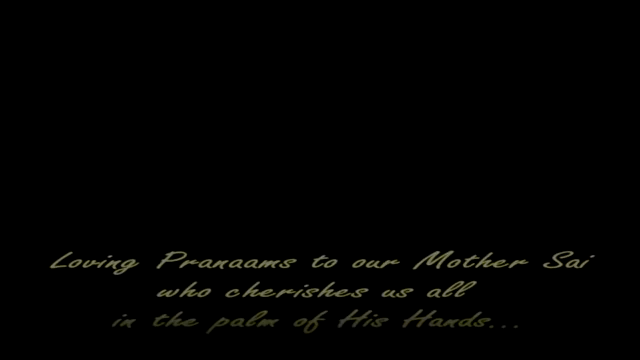 Loving Pranaams to our Mother Sai
who cherishes us all
in the palm of His Hands...